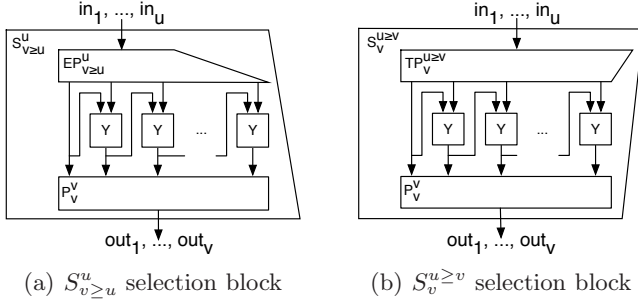 in₁, ..., inᵤ in₁, ..., inᵤ
S^u_{v≥u} S^{u≥v}_v
EP^u_{v≥u} TP^{u≥v}_v
Y Y ... Y Y Y ... Y
P^v_v P^v_v
out₁, ..., outᵥ out₁, ..., outᵥ
(a) S^u_{v≥u} selection block (b) S^{u≥v}_v selection block